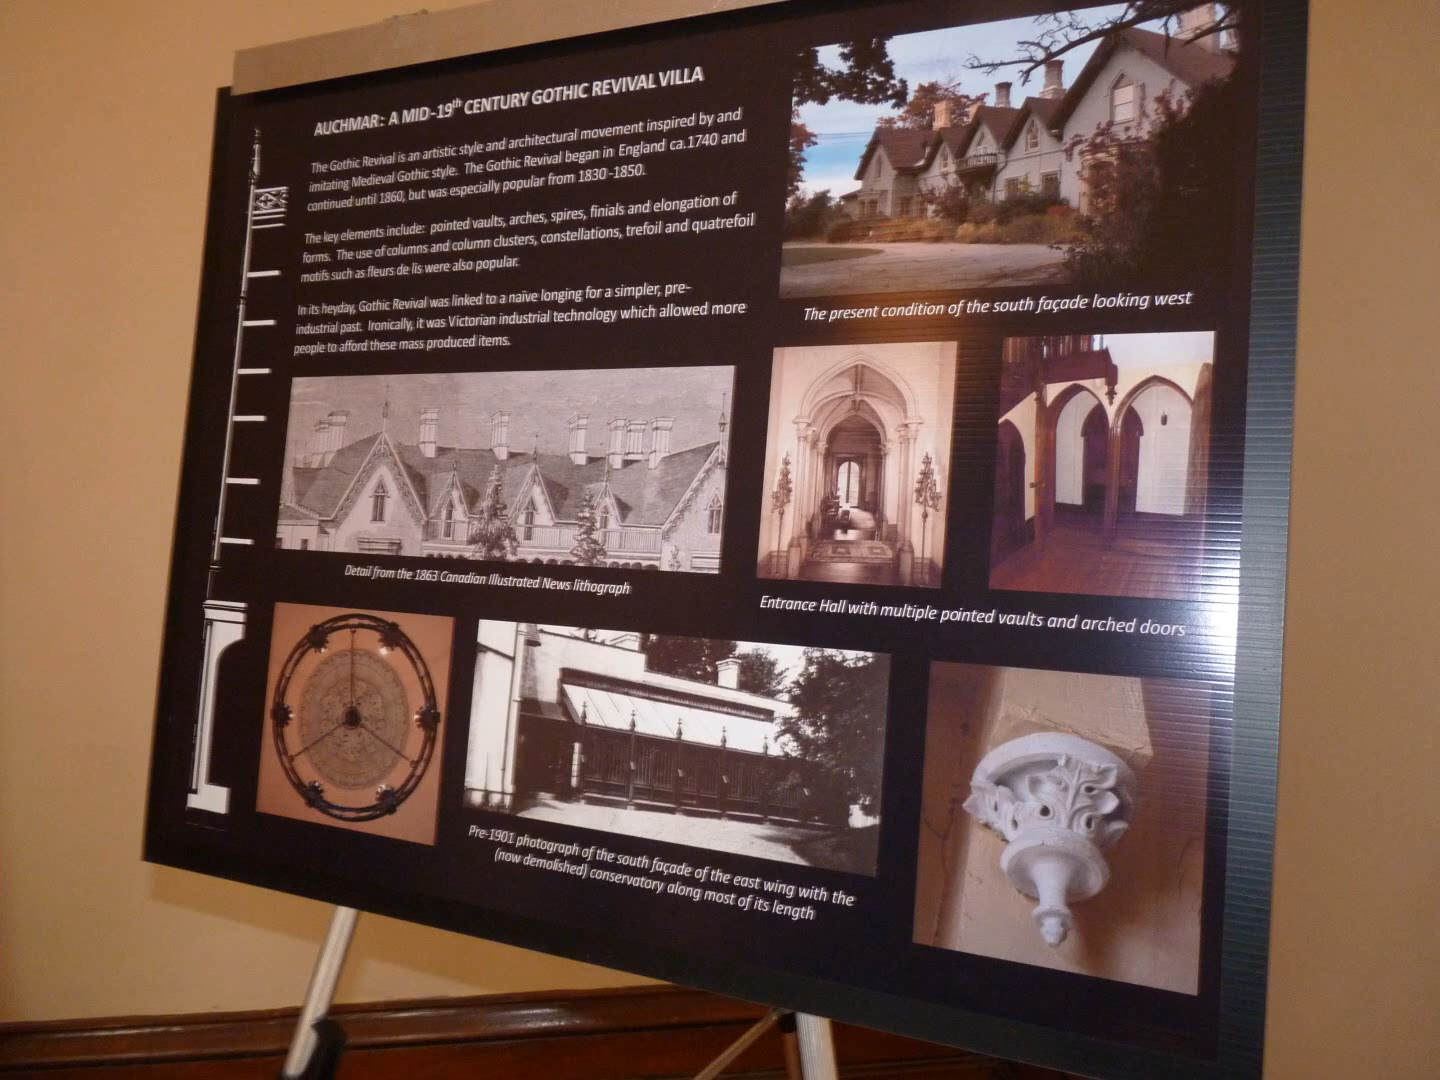 AUCHMAR: A MID-19th CENTURY GOTHIC REVIVAL VILLA
The Gothic Revival is an artistic style and architectural movement inspired by and
imitating Medieval Gothic style. The Gothic Revival began in England ca.1740 and
continued until 1860, but was especially popular from 1830-1850.
The key elements include: pointed vaults, arches, spires, finials and elongation of
forms. The use of columns and column clusters, constellations, trefoil and quatrefoil
motifs such as fleurs de lis were also popular.
In its heyday, Gothic Revival was linked to a naïve longing for a simpler, pre-
industrial past. Ironically, it was Victorian industrial technology which allowed more
people to afford these mass produced items.
The present condition of the south façade looking west
Detail from the 1863 Canadian Illustrated News lithograph
Entrance Hall with multiple pointed vaults and arched doors
Pre-1901 photograph of the south façade of the east wing with the
(now demolished) conservatory along most of its length